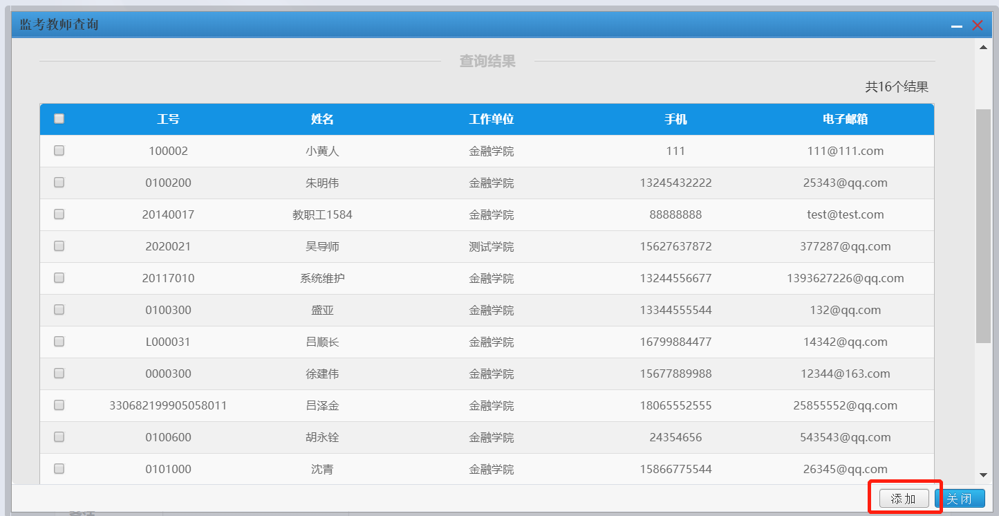 监考教师查询
查询结果
共16个结果
工号 姓名 工作单位 手机 电子邮箱
100002 小黄人 金融学院 111 111@111.com
0100200 朱明伟 金融学院 13245432222 25343@qq.com
20140017 教职工1584 金融学院 88888888 test@test.com
2020021 吴导师 测试学院 15627637872 377287@qq.com
20117010 系统维护 金融学院 13244556677 1393627226@qq.com
0100300 盛亚 金融学院 13344555544 132@qq.com
L000031 吕顺长 金融学院 16799884477 14342@qq.com
0000300 徐建伟 金融学院 15677889988 12344@163.com
330682199905058011 吕泽金 金融学院 18065552555 25855552@qq.com
0100600 胡永铨 金融学院 24354656 543543@qq.com
0101000 沈青 金融学院 15866775544 26345@qq.com
添加 关闭